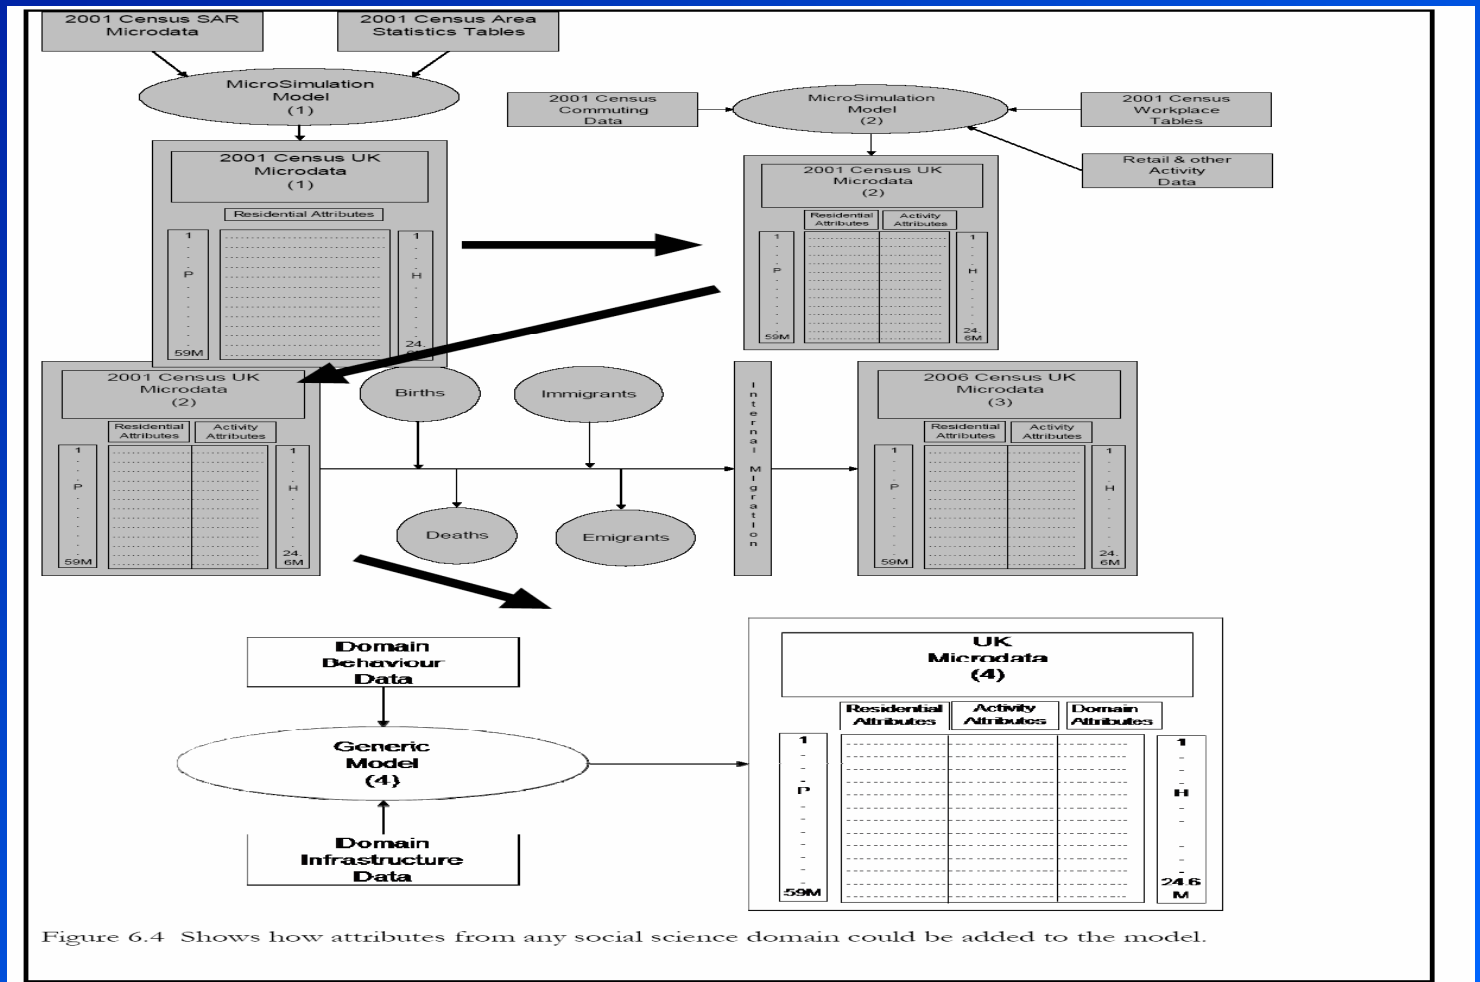 2001 Census SAR
Microdata
2001 Census Area
Statistics Tables
MicroSimulation
Model
(1)
2001 Census
Commuting
Data
MicroSimulation
Model
(2)
2001 Census
Workplace
Tables
Retail & other
Activity
Data
2001 Census UK
Microdata
(1)
Residential Attributes
1
P
59M
1
H
24.
2001 Census UK
Microdata
(2)
Residential
Attributes
Activity
Attributes
1
P
59M
1
H
24.
6M
2001 Census UK
Microdata
(2)
Residential
Attributes
Activity
Attributes
1
P
59M
1
H
24.
6M
Births
Immigrants
Deaths
Emigrants
Internal Migration
2006 Census UK
Microdata
(3)
Residential
Attributes
Activity
Attributes
1
P
59M
1
H
24.
6M
Domain
Behaviour
Data
Generic
Model
(4)
Domain
Infrastructure
Data
UK
Microdata
(4)
Residential
Attributes
Activity
Attributes
Domain
Attributes
1
P
59M
1
H
24.6
M
Figure 6.4 Shows how attributes from any social science domain could be added to the model.